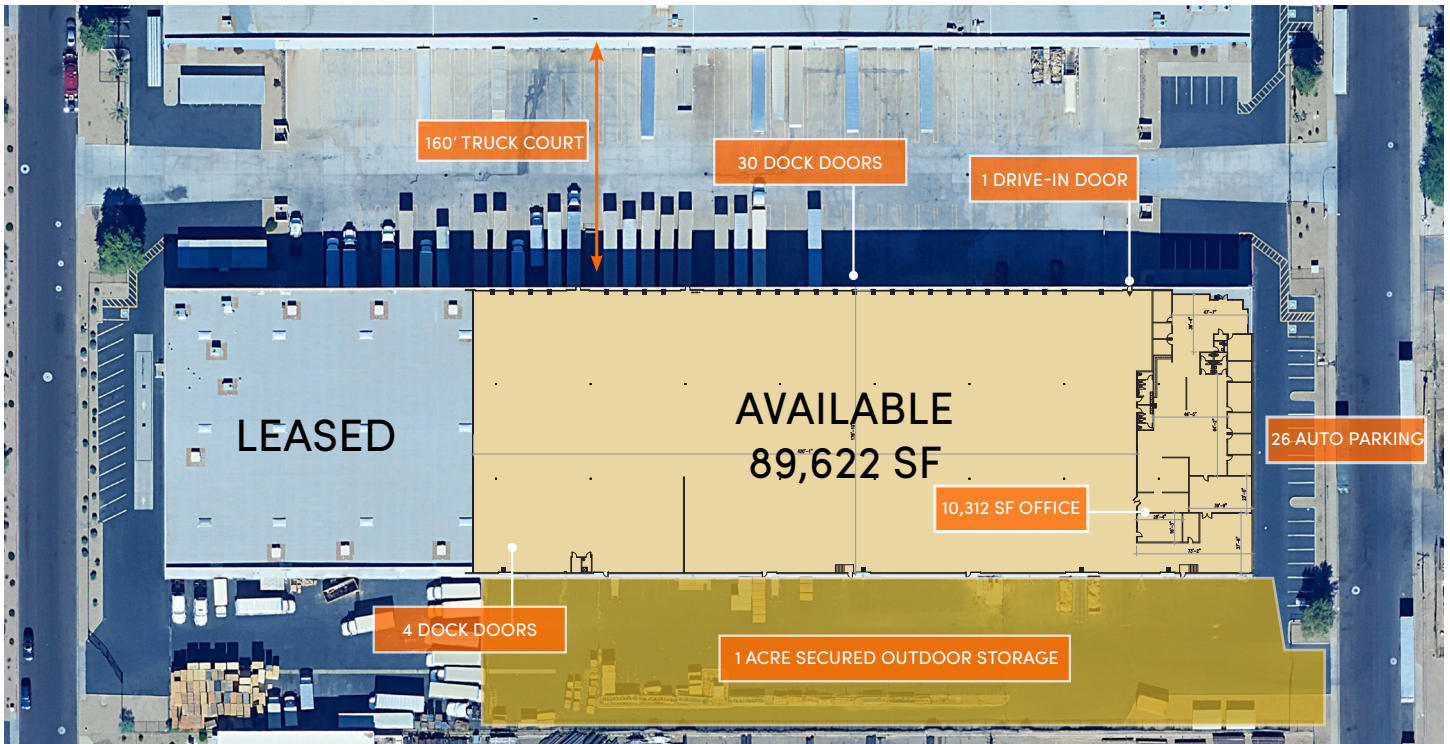 160' TRUCK COURT
30 DOCK DOORS
1 DRIVE-IN DOOR
LEASED
AVAILABLE
89,622 SF
26 AUTO PARKING
10,312 SF OFFICE
4 DOCK DOORS
1 ACRE SECURED OUTDOOR STORAGE